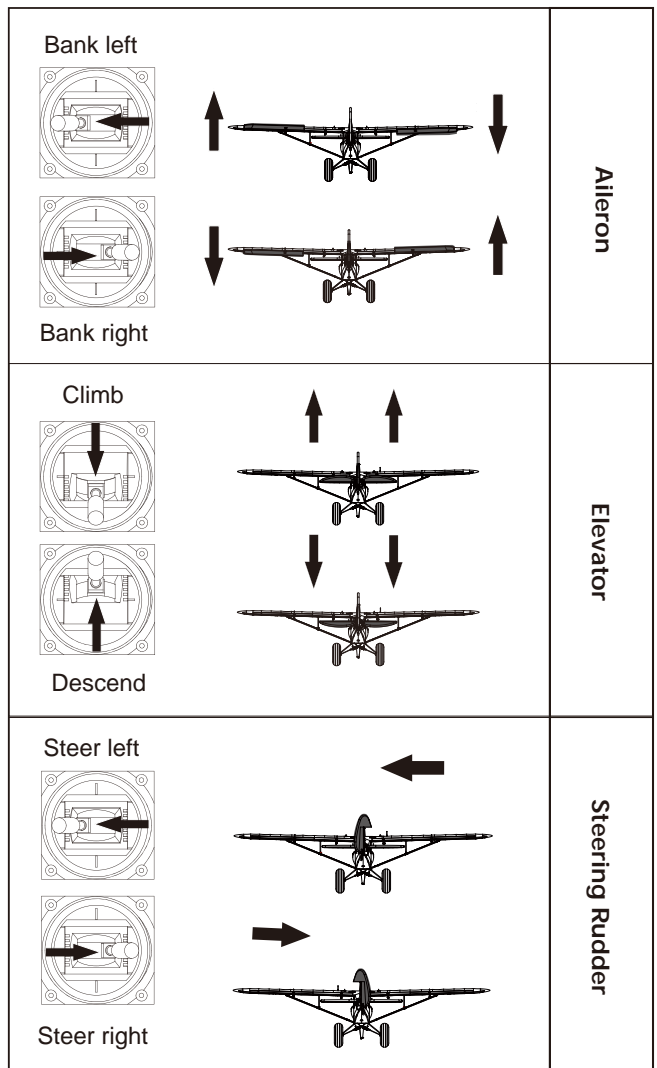 Bank left
Bank right
Aileron
Climb
Descend
Elevator
Steer left
Steer right
Steering Rudder